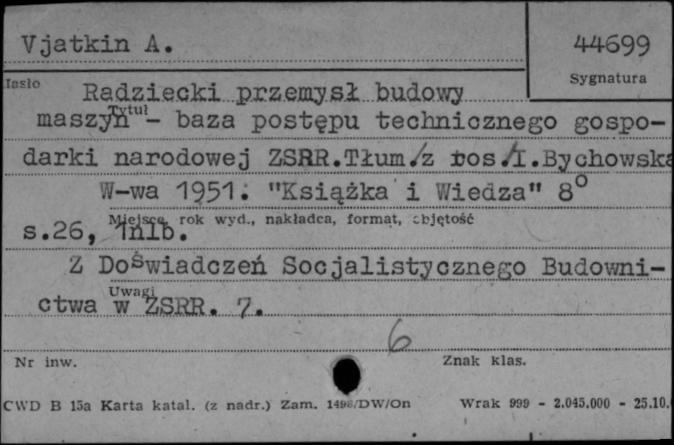 Vjatkin A.
44699
Hasło
Sygnatura
Radziecki przemysł budowy
Tytuł
maszyn - baza postępu technicznego gospo-
darki narodowej ZSRR.Tłum./z ros./I.Bychowska
W-wa 1951. "Książka i Wiedza" 8°
Miejsce, rok wyd., nakładca, format, objętość
s.26, 1nlb.
Z Doświadczeń Socjalistycznego Budowni-
Uwagi
ctwa w ZSRR. 7.
6
Nr inw.
Znak klas.
CWD B 15a Karta katal. (z nadr.) Zam. 1498/DW/On
Wrak 999 - 2.045.000 - 25.10.